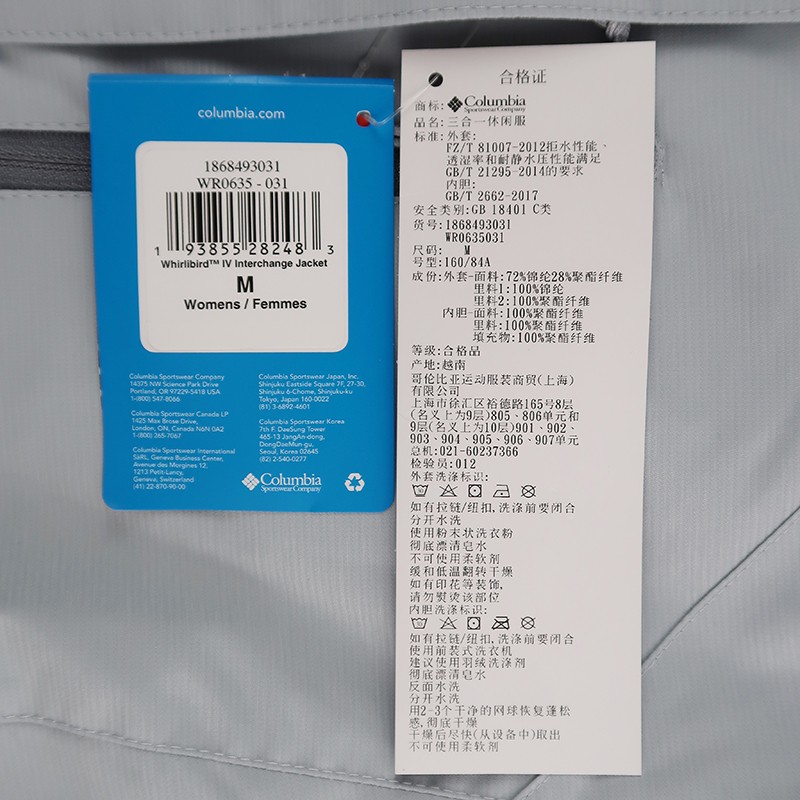 columbia.com
1868493031
WR0635 - 031
1 93855 28248 3
Whirlibird™ IV Interchange Jacket
M
Womens / Femmes
Columbia Sportswear Company
14375 NW Science Park Drive
Portland, OR 97229-5418 USA
1-(800) 547-8066
Columbia Sportswear Canada LP
1425 Max Brose Drive,
London, ON, Canada N6N 0A2
1-(800) 265-7067
Columbia Sportswear International
Sàrl, Geneva Business Center,
Avenue des Morgines 12,
1213 Petit-Lancy,
Geneva, Switzerland
(41) 22-870-90-00
Columbia Sportswear Japan, Inc.
Shinjuku Eastside Square 7F, 27-30,
Shinjuku 6-Chome, Shinjuku-ku
Tokyo, Japan 160-0022
(81) 3-6892-4601
Columbia Sportswear Korea
7th F. DaeSung Tower
465-13 JangAn-dong,
DongDaeMun-gu,
Seoul, Korea 02645
(82) 2-540-0277
Columbia
Sportswear Company
合格证
商标: Columbia
Sportswear Company
品名:三合一休闲服
标准:外套:
FZ/T 81007-2012拒水性能、
透湿率和耐静水压性能满足
GB/T 21295-2014的要求
内胆:
GB/T 2662-2017
安全类别:GB 18401 C类
货号:1868493031
WR0635031
尺码: M
号型:160/84A
成份:外套-面料:72%锦纶28%聚酯纤维
里料1:100%锦纶
里料2:100%聚酯纤维
内胆-面料:100%聚酯纤维
里料:100%聚酯纤维
填充物:100%聚酯纤维
等级:合格品
产地:越南
哥伦比亚运动服装商贸(上海)
有限公司
上海市徐汇区裕德路165号8层
(名义上为9层)805、806单元和
9层(名义上为10层)901、902、
903、904、905、906、907单元
总机:021-60237366
检验员:012
外套洗涤标识:
如有拉链/纽扣,洗涤前要闭合
分开水洗
使用粉末状洗衣粉
彻底漂清皂水
不可使用柔软剂
缓和低温翻转干燥
如有印花等装饰,
请勿熨烫该部位
内胆洗涤标识:
如有拉链/纽扣,洗涤前要闭合
使用前装式洗衣机
建议使用羽绒洗涤剂
彻底漂清皂水
反面水洗
分开水洗
用2-3个干净的网球恢复蓬松
感,彻底干燥
干燥后尽快(从设备中)取出
不可使用柔软剂